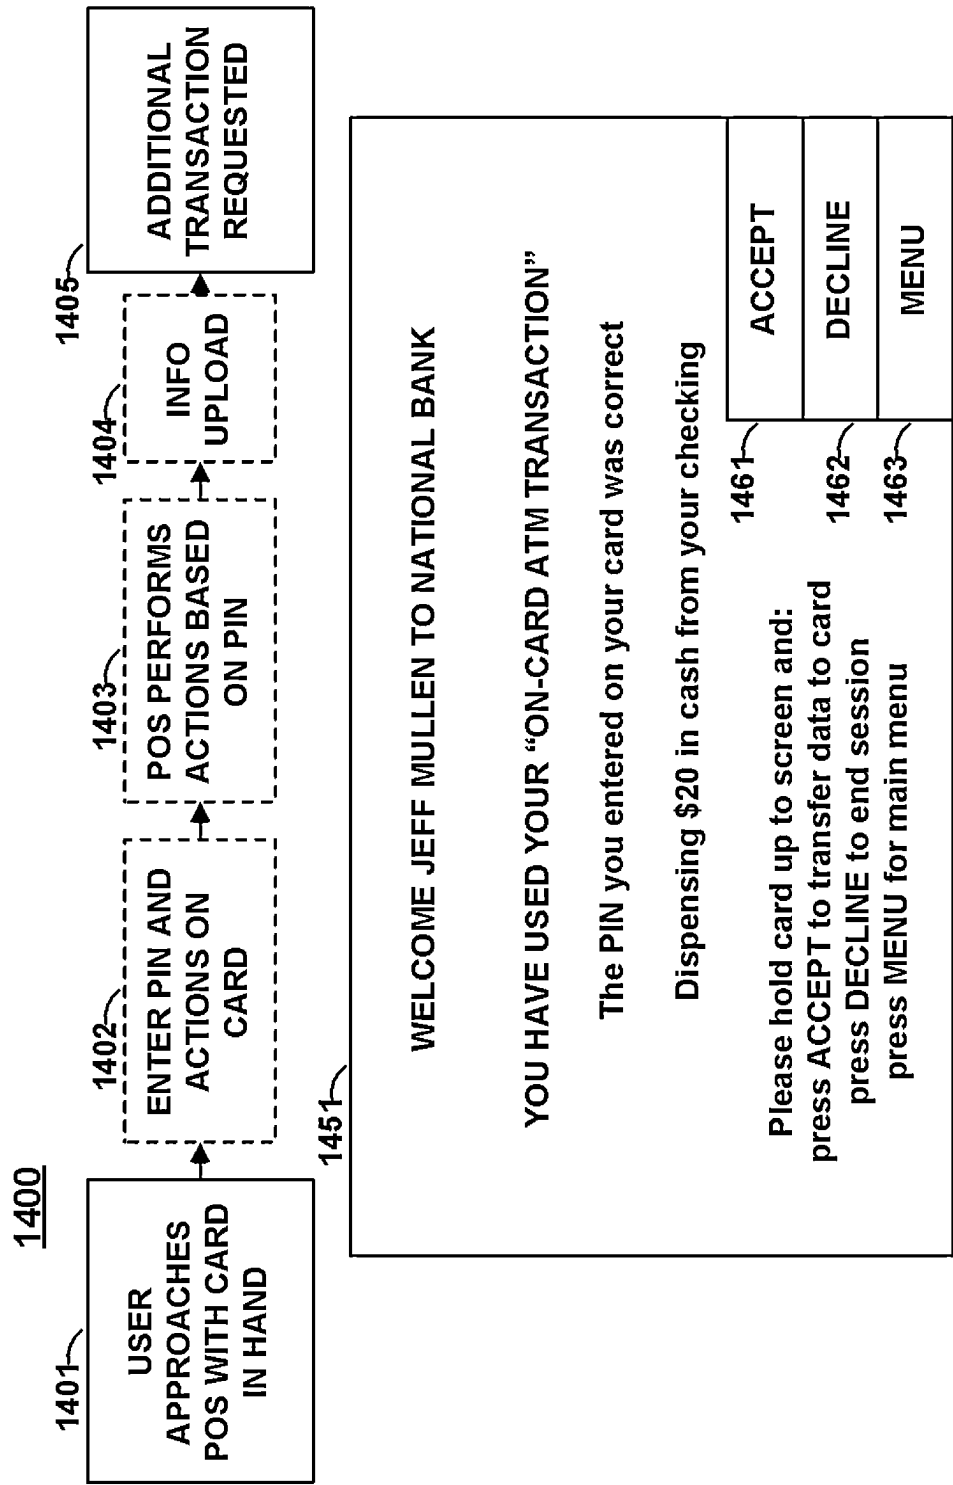 1400
1401
USER
APPROACHES
POS WITH CARD
IN HAND
1402
ENTER PIN AND
ACTIONS ON
CARD
1403
POS PERFORMS
ACTIONS BASED
ON PIN
1404
INFO
UPLOAD
1405
ADDITIONAL
TRANSACTION
REQUESTED
1451
WELCOME JEFF MULLEN TO NATIONAL BANK
YOU HAVE USED YOUR “ON-CARD ATM TRANSACTION”
The PIN you entered on your card was correct
Dispensing $20 in cash from your checking
Please hold card up to screen and:
press ACCEPT to transfer data to card
press DECLINE to end session
press MENU for main menu
1461
ACCEPT
1462
DECLINE
1463
MENU